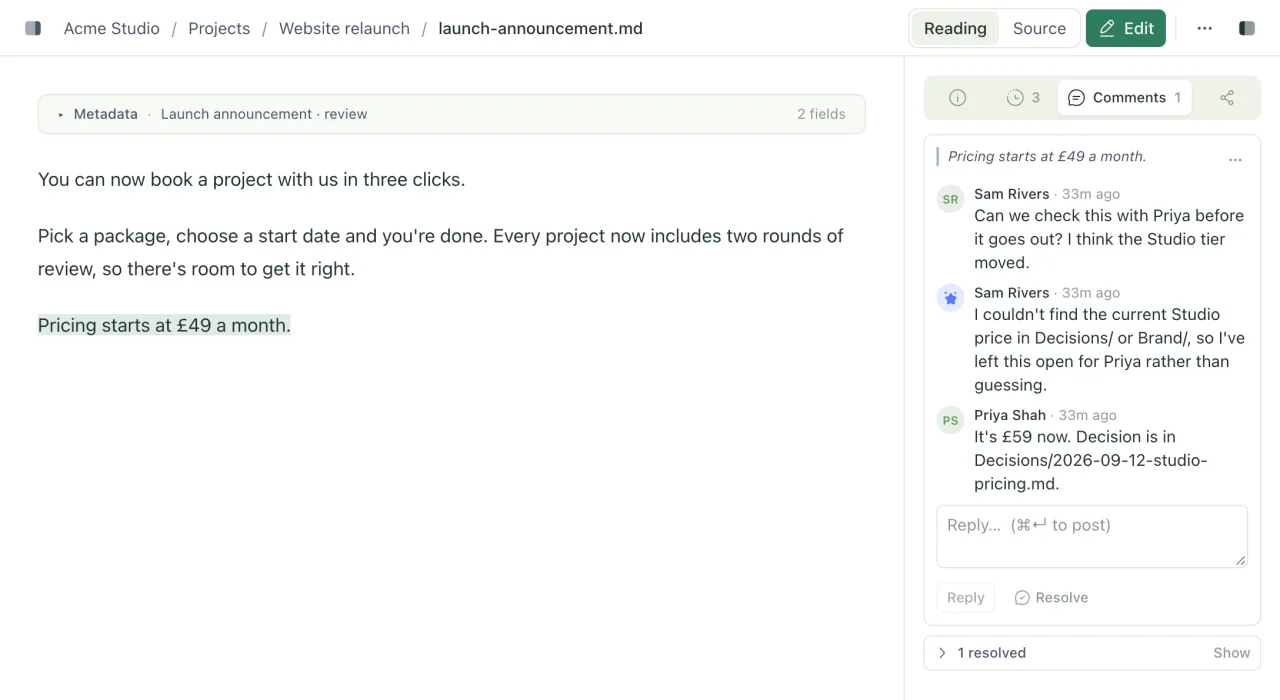 Acme Studio / Projects / Website relaunch / launch-announcement.md
Reading Source Edit ...
Metadata · Launch announcement · review 2 fields
You can now book a project with us in three clicks.
Pick a package, choose a start date and you're done. Every project now includes two rounds of
review, so there's room to get it right.
Pricing starts at £49 a month.
3 Comments 1
Pricing starts at £49 a month. ...
SR Sam Rivers · 33m ago
Can we check this with Priya before
it goes out? I think the Studio tier
moved.
Sam Rivers · 33m ago
I couldn't find the current Studio
price in Decisions/ or Brand/, so I've
left this open for Priya rather than
guessing.
PS Priya Shah · 33m ago
It's £59 now. Decision is in
Decisions/2026-09-12-studio-
pricing.md.
Reply... (⌘↵ to post)
Reply Resolve
1 resolved Show